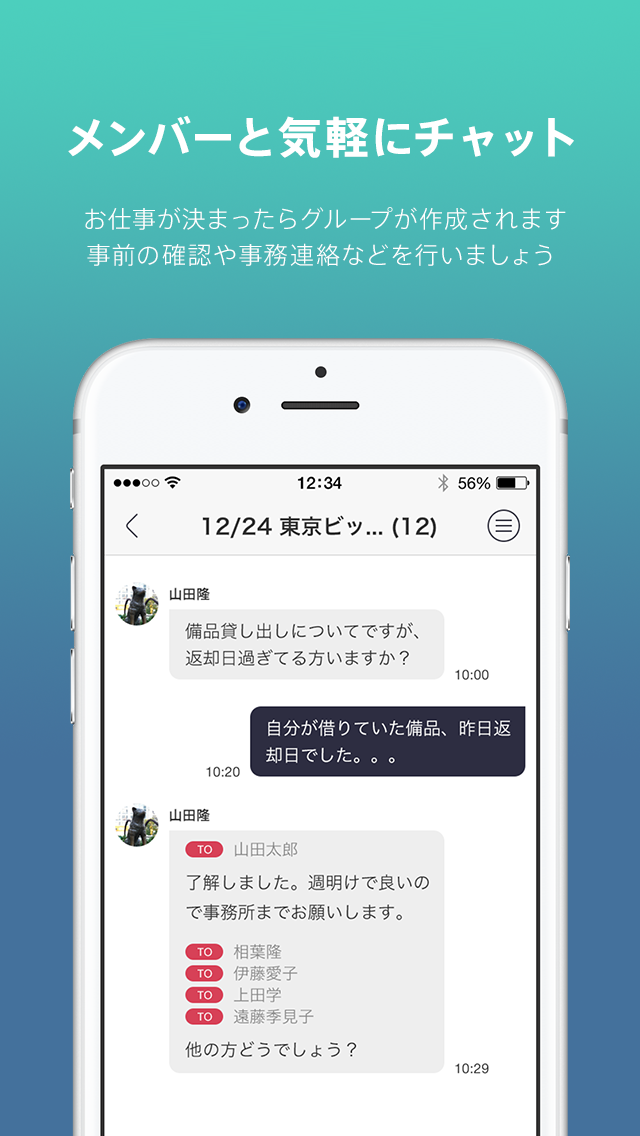 メンバーと気軽にチャット
お仕事が決まったらグループが作成されます
事前の確認や事務連絡などを行いましょう
12:34
56%
12/24 東京ビッ... (12)
山田隆
備品貸し出しについてですが、
返却日過ぎてる方いますか？
10:00
自分が借りていた備品、昨日返
却日でした。。。
10:20
山田隆
TO 山田太郎
了解しました。週明けで良いの
で事務所までお願いします。
TO 相葉隆
TO 伊藤愛子
TO 上田学
TO 遠藤季見子
他の方どうでしょう？
10:29